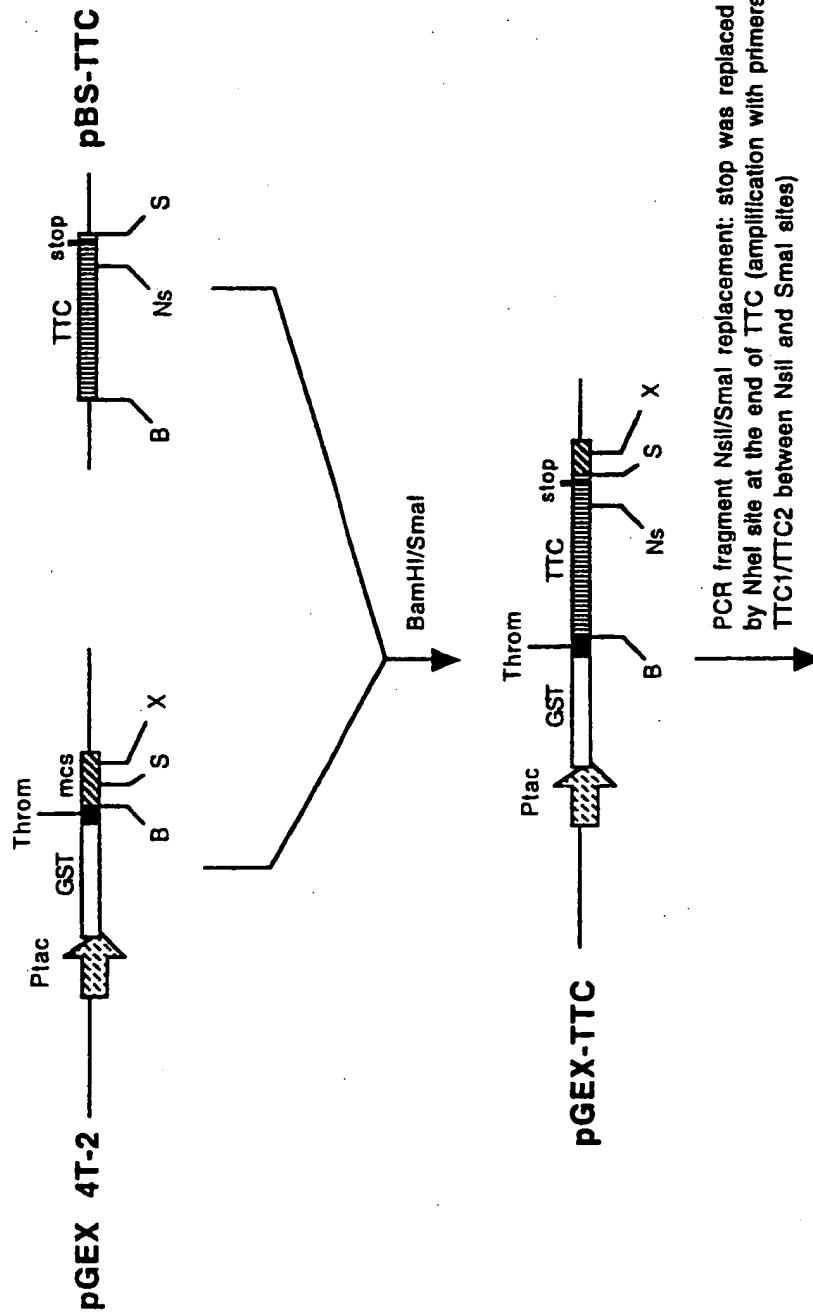 pGEX 4T-2
Ptac
GST
Throm
mcs
B
S
X
pBS-TTC
TTC
stop
B
Ns
S
BamHI/SmaI
pGEX-TTC
Ptac
GST
Throm
TTC
stop
B
Ns
S
X
PCR fragment NsiI/SmaI replacement: stop was replaced
by NheI site at the end of TTC (amplification with primers
TTC1/TTC2 between NsiI and SmaI sites)